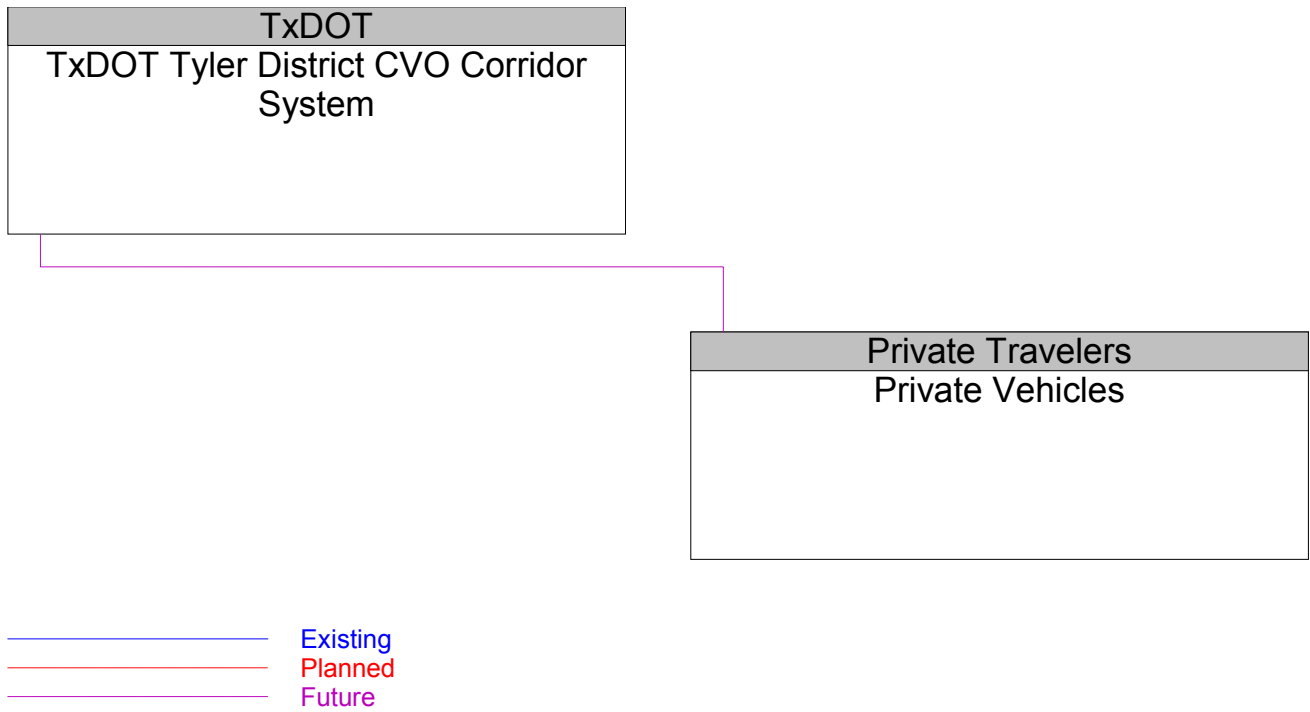 TxDOT
TxDOT Tyler District CVO Corridor
System
Private Travelers
Private Vehicles
Existing
Planned
Future